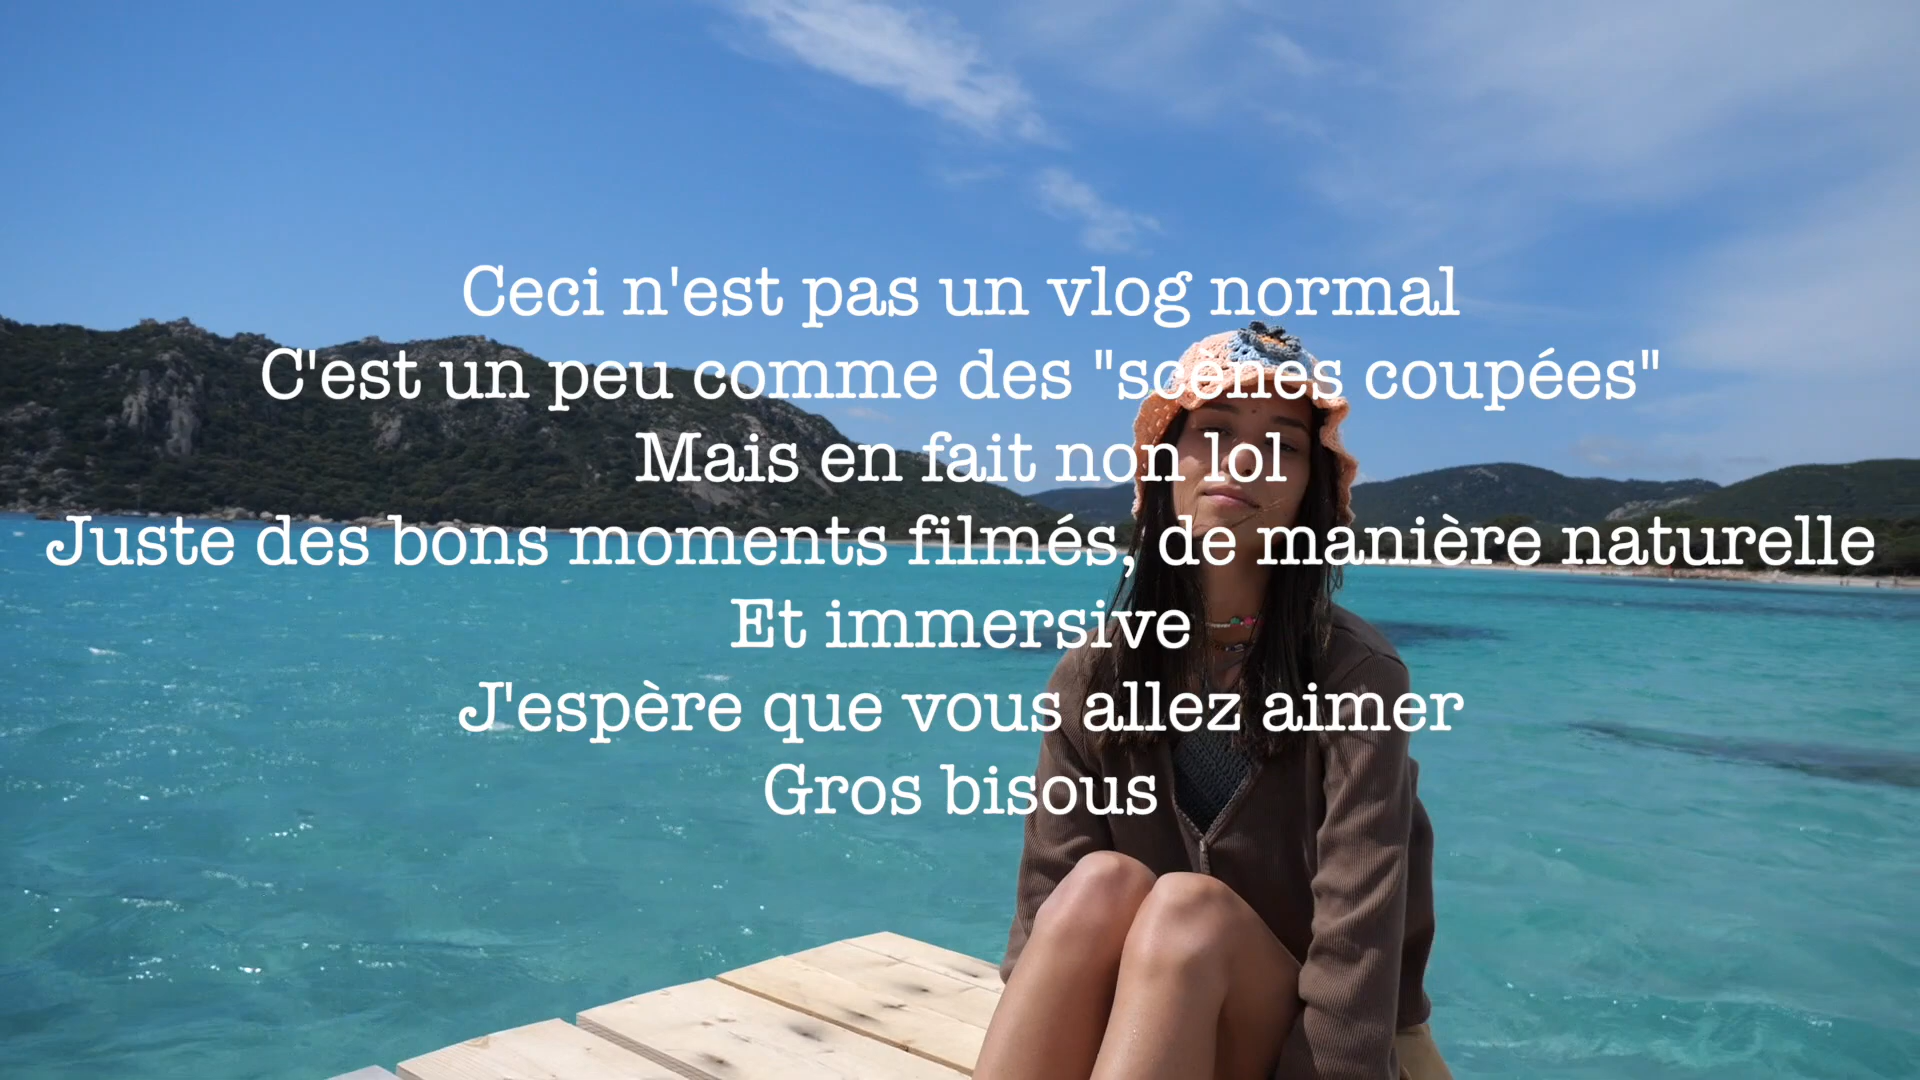 Ceci n'est pas un vlog normal
C'est un peu comme des "scènes coupées"
Mais en fait non lol
Juste des bons moments filmés, de manière naturelle
Et immersive
J'espère que vous allez aimer
Gros bisous